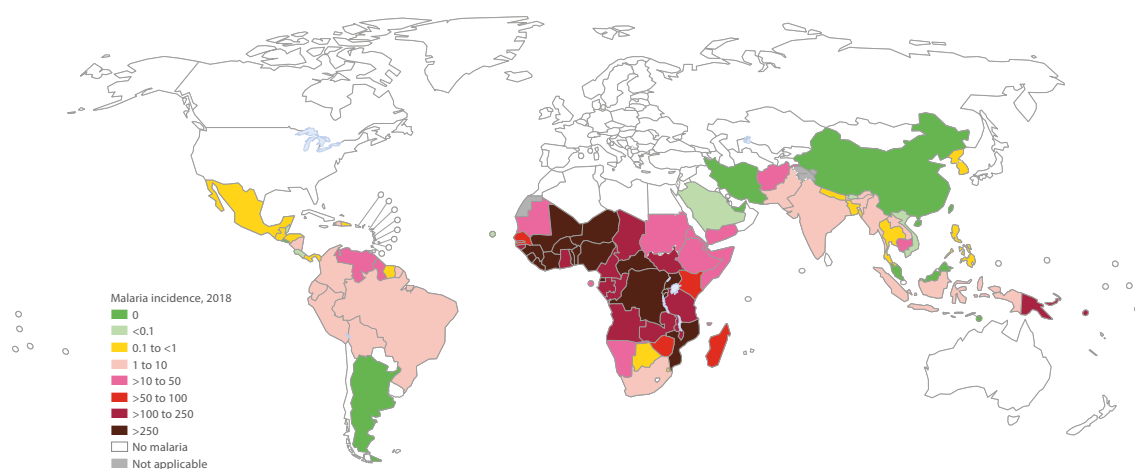 Malaria incidence, 2018
0
<0.1
0.1 to <1
1 to 10
>10 to 50
>50 to 100
>100 to 250
>250
No malaria
Not applicable